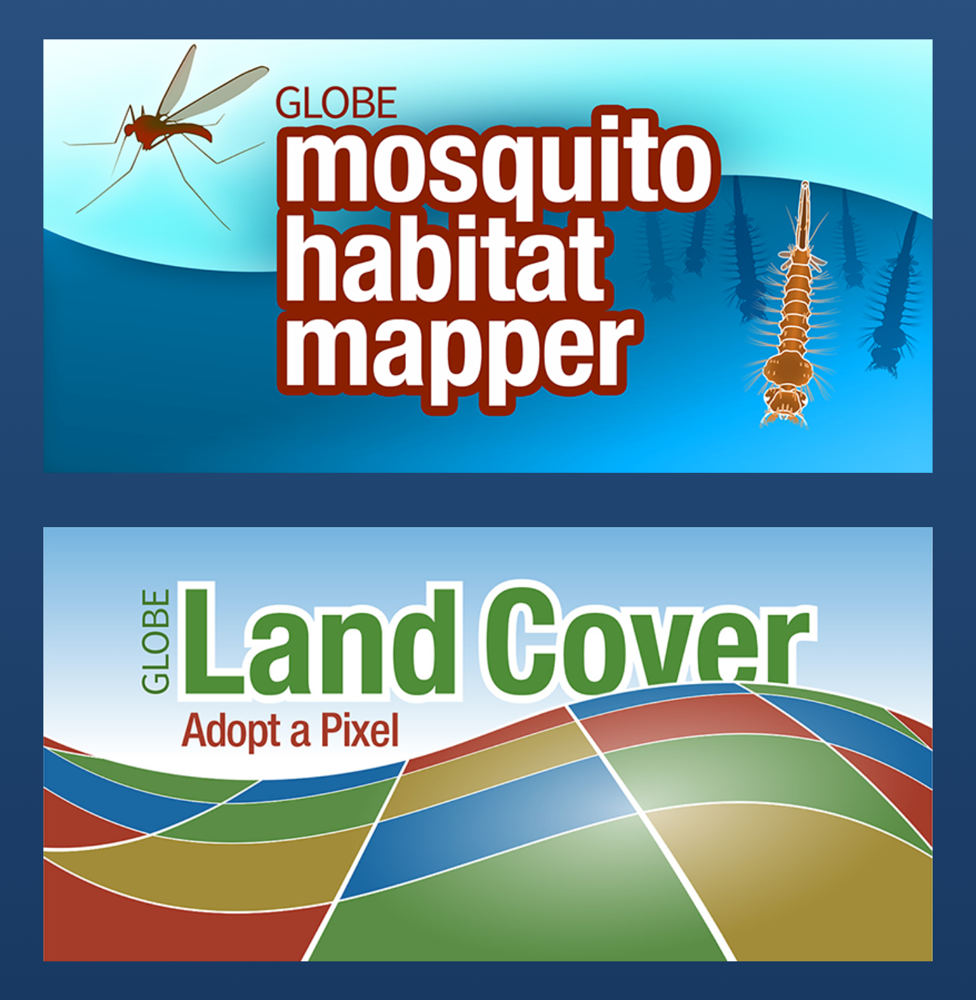 GLOBE
mosquito
habitat
mapper
GLOBE
Land Cover
Adopt a Pixel